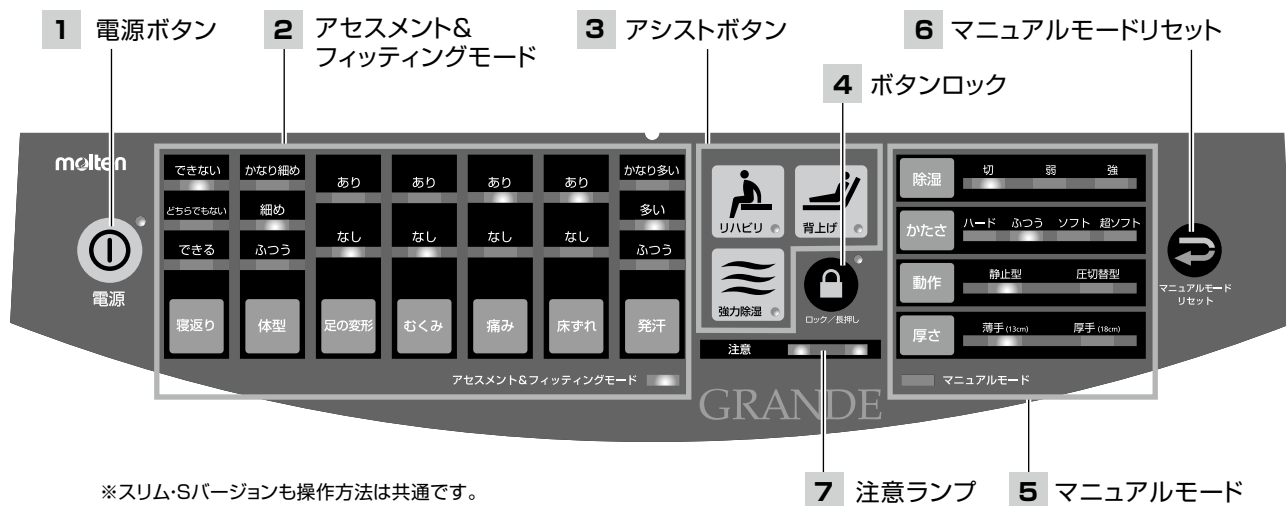 1 電源ボタン
2 アセスメント&
フィッティングモード
3 アシストボタン
6 マニュアルモードリセット
4 ボタンロック
molten
電源
できない
どちらでもない
できる
寝返り
かなり細め
細め
ふつう
体型
あり
なし
足の変形
あり
なし
むくみ
あり
なし
痛み
あり
なし
床ずれ
かなり多い
多い
ふつう
発汗
アセスメント&フィッティングモード
リハビリ
背上げ
強力除湿
ロック/長押し
注意
GRANDE
除湿 切 弱 強
かたさ ハード ふつう ソフト 超ソフト
動作 静止型 圧切替型
厚さ 薄手(13cm) 厚手(18cm)
マニュアルモード
マニュアルモード
リセット
※スリム・Sバージョンも操作方法は共通です。
7 注意ランプ
5 マニュアルモード